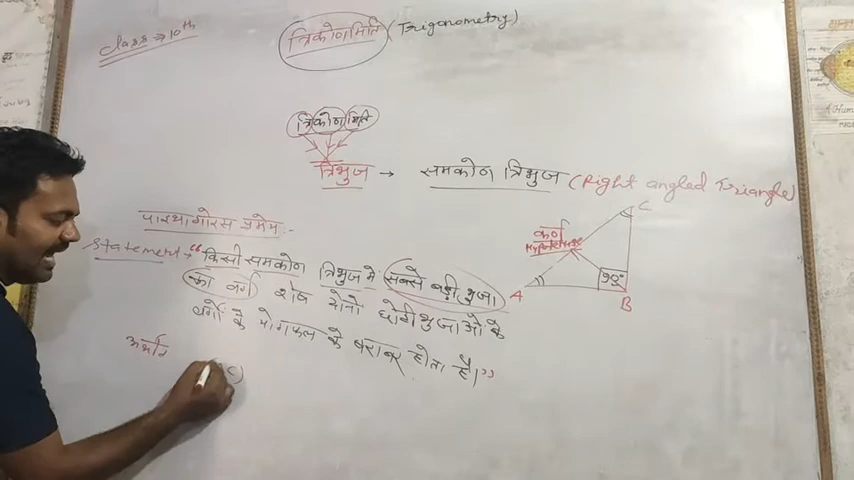 Class → 10th
त्रिकोणमिति (Trigonometry)
त्रिकोणमिति
त्रिभुज → समकोण त्रिभुज (Right angled Triangle)
C
पाइथागोरस प्रमेय :-
कर्ण
Hypotenuse
90°
A
B
Statement → "किसी समकोण त्रिभुज में सबसे बड़ी भुजा
का वर्ग शेष दोनों छोटी भुजाओं के
वर्गों के योगफल के बराबर होता है।"
अर्थात
C)